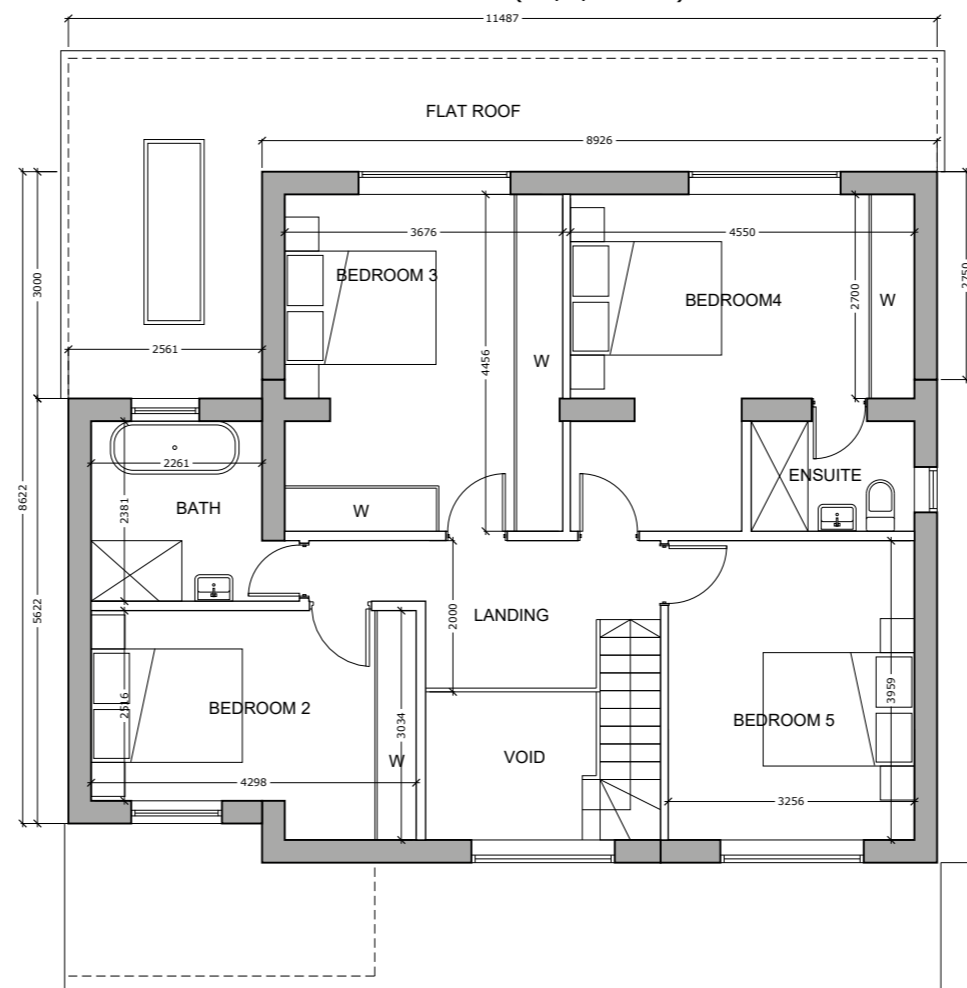 11487
FLAT ROOF
8926
3676
4550
BEDROOM 3
BEDROOM4
2700
W
2750
3000
2561
4456
W
2261
8622
2381
BATH
W
ENSUITE
5622
2000
LANDING
2516
BEDROOM 2
3034
W
4298
VOID
BEDROOM 5
3959
3256